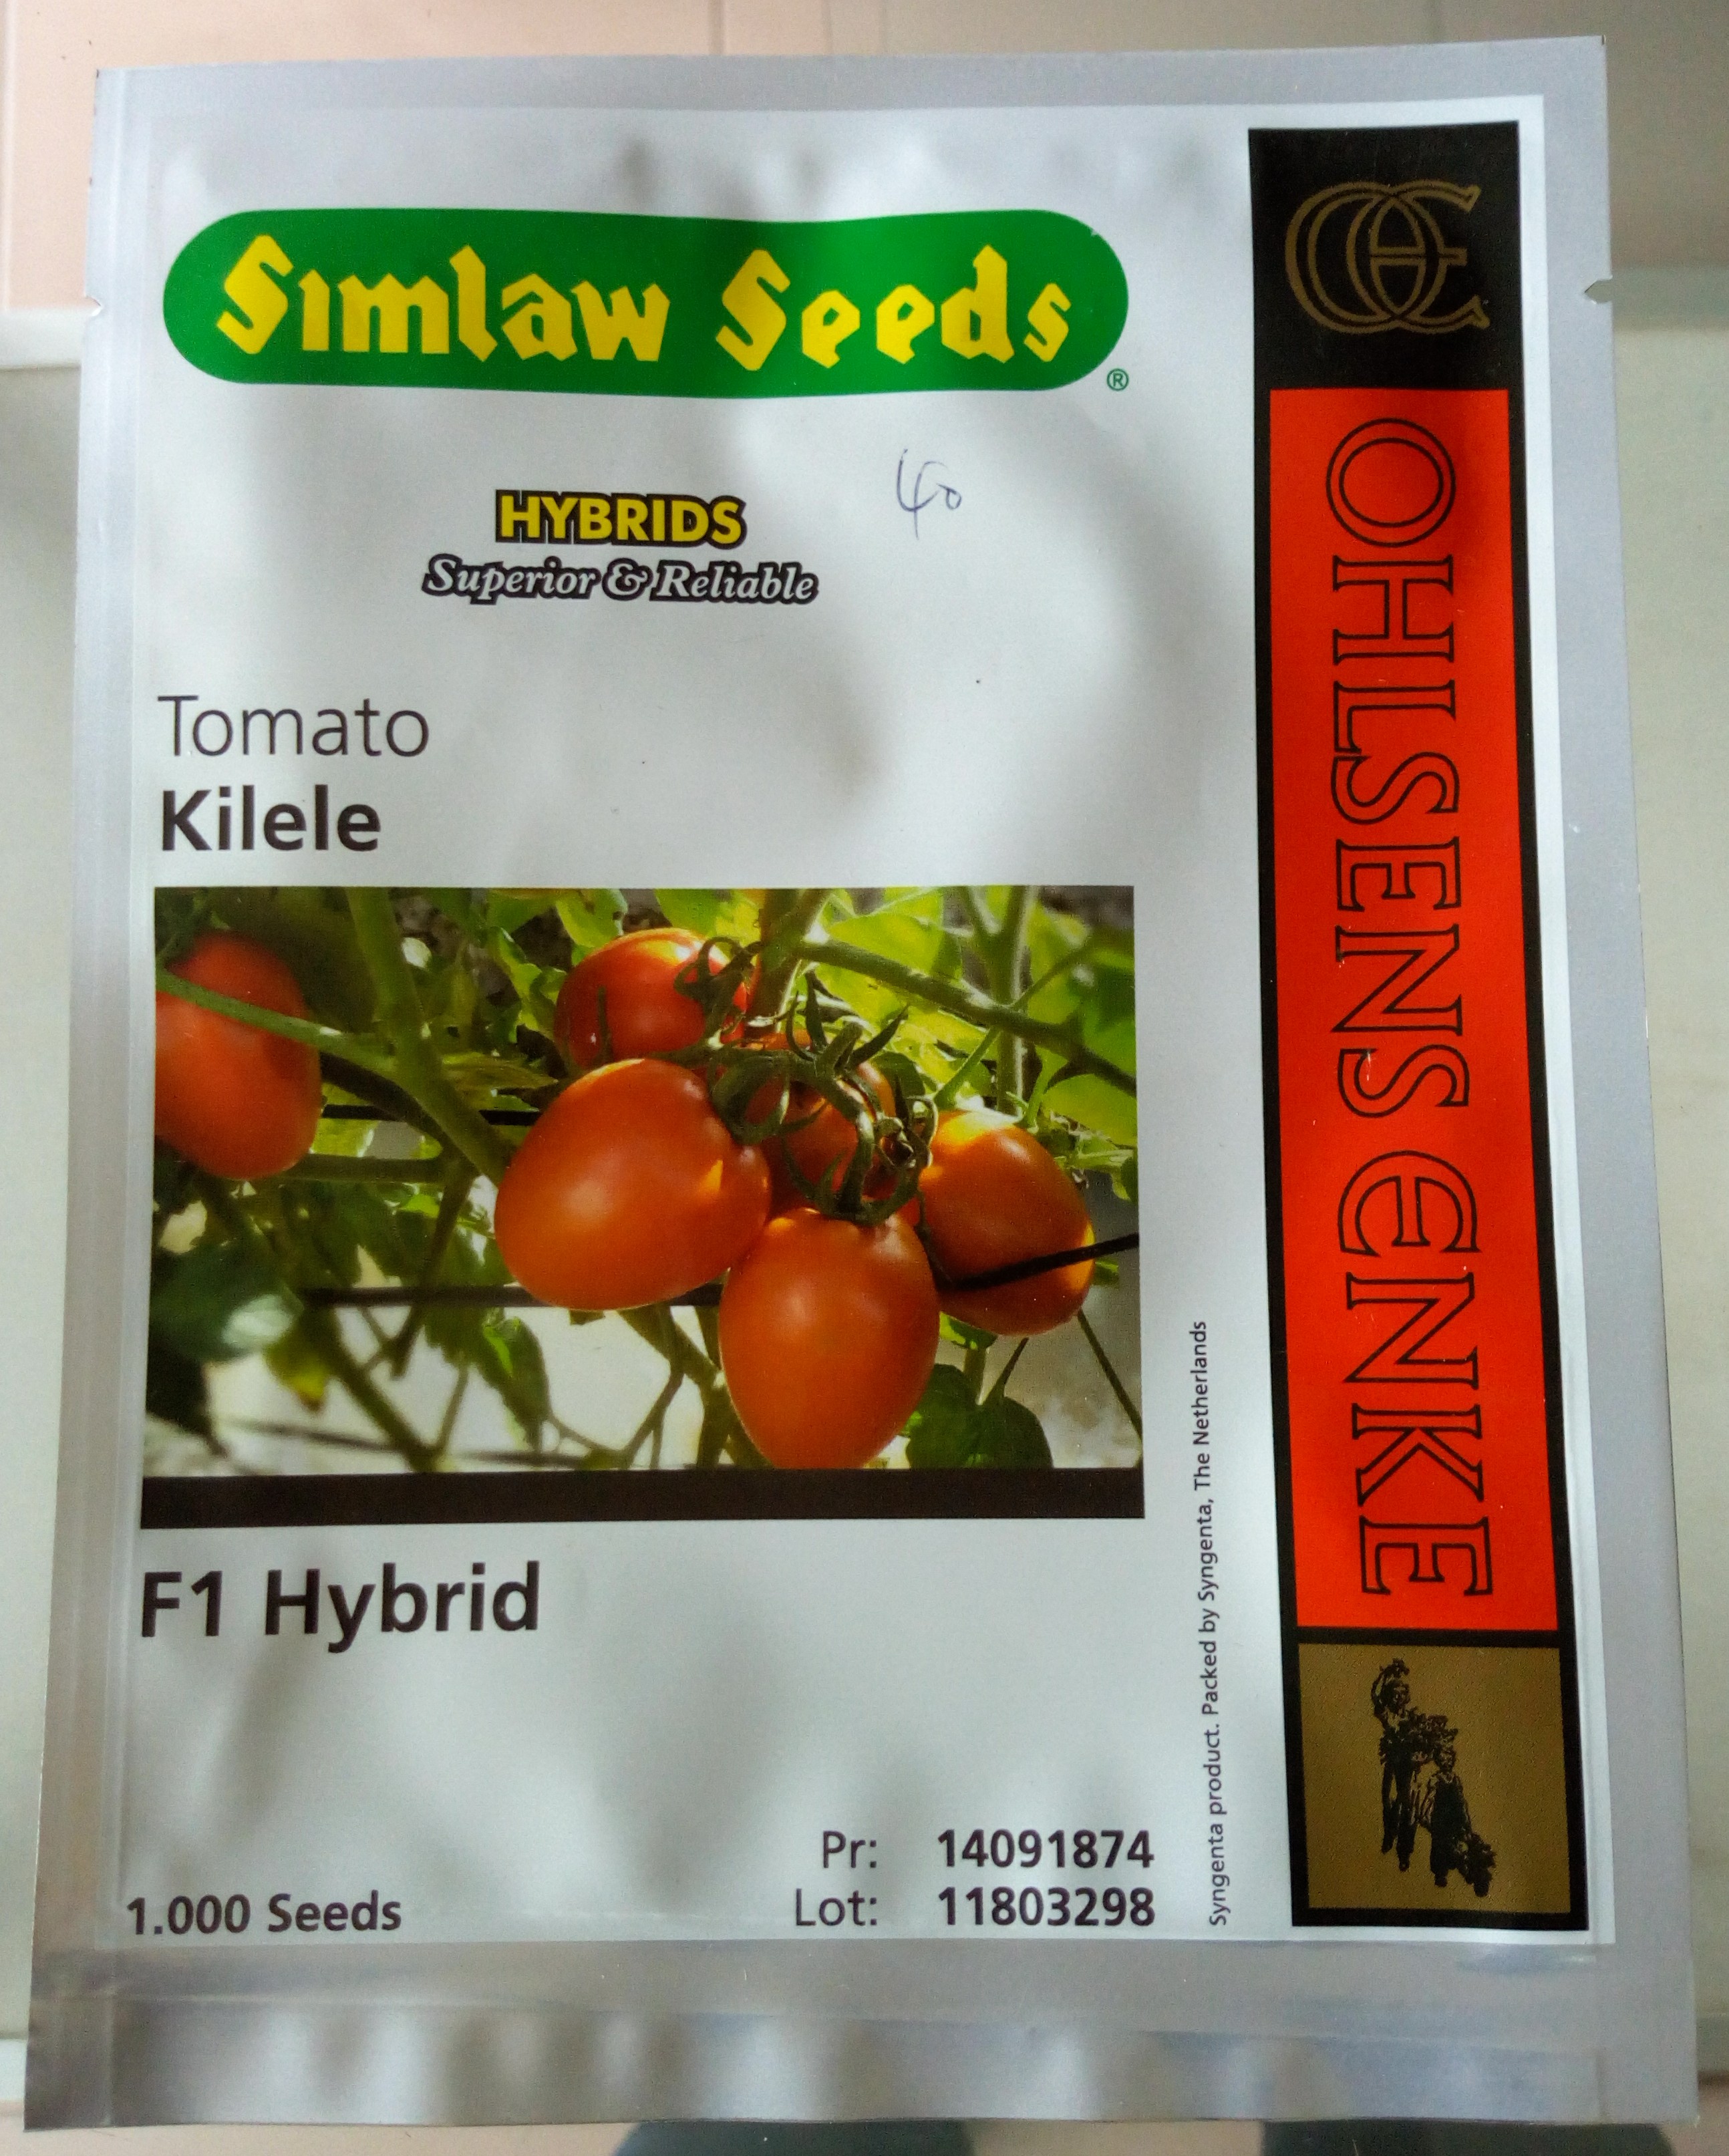 Simlaw Seeds
®
40
HYBRIDS
Superior & Reliable
Tomato
Kilele
F1 Hybrid
1.000 Seeds
Pr: 14091874
Lot: 11803298
Syngenta product. Packed by Syngenta, The Netherlands
OHLSENS ENKE